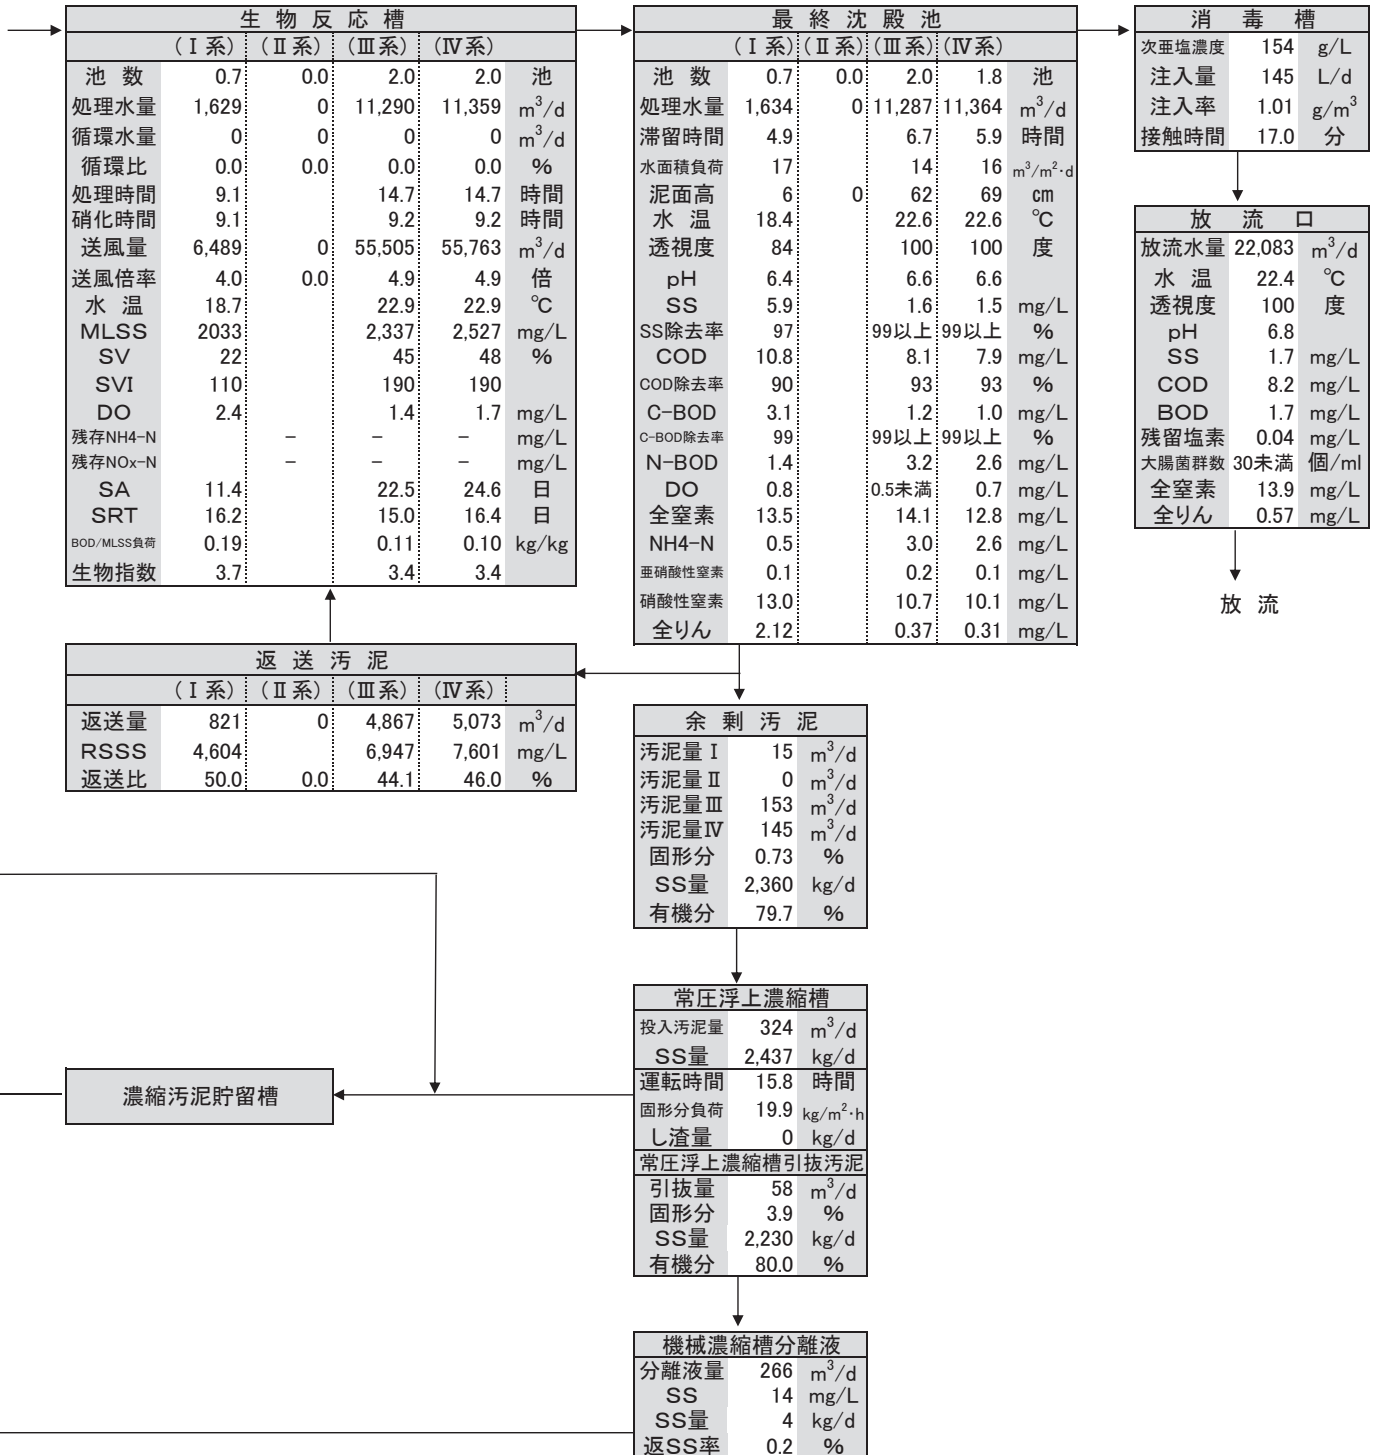 生物反応槽
(Ⅰ系) (Ⅱ系) (Ⅲ系) (Ⅳ系)
池数 0.7 0.0 2.0 2.0 池
処理水量 1,629 0 11,290 11,359 m³/d
循環水量 0 0 0 0 m³/d
循環比 0.0 0.0 0.0 0.0 %
処理時間 9.1 14.7 14.7 時間
硝化時間 9.1 9.2 9.2 時間
送風量 6,489 0 55,505 55,763 m³/d
送風倍率 4.0 0.0 4.9 4.9 倍
水温 18.7 22.9 22.9 ℃
MLSS 2033 2,337 2,527 mg/L
SV 22 45 48 %
SVI 110 190 190
DO 2.4 1.4 1.7 mg/L
残存NH4-N － － － mg/L
残存NOx-N － － － mg/L
SA 11.4 22.5 24.6 日
SRT 16.2 15.0 16.4 日
BOD/MLSS負荷 0.19 0.11 0.10 kg/kg
生物指数 3.7 3.4 3.4
最終沈殿池
(Ⅰ系) (Ⅱ系) (Ⅲ系) (Ⅳ系)
池数 0.7 0.0 2.0 1.8 池
処理水量 1,634 0 11,287 11,364 m³/d
滞留時間 4.9 6.7 5.9 時間
水面積負荷 17 14 16 m³/m²・d
泥面高 6 0 62 69 ㎝
水温 18.4 22.6 22.6 ℃
透視度 84 100 100 度
pH 6.4 6.6 6.6
SS 5.9 1.6 1.5 mg/L
SS除去率 97 99以上 99以上 %
COD 10.8 8.1 7.9 mg/L
COD除去率 90 93 93 %
C-BOD 3.1 1.2 1.0 mg/L
C-BOD除去率 99 99以上 99以上 %
N-BOD 1.4 3.2 2.6 mg/L
DO 0.8 0.5未満 0.7 mg/L
全窒素 13.5 14.1 12.8 mg/L
NH4-N 0.5 3.0 2.6 mg/L
亜硝酸性窒素 0.1 0.2 0.1 mg/L
硝酸性窒素 13.0 10.7 10.1 mg/L
全りん 2.12 0.37 0.31 mg/L
消毒槽
次亜塩濃度 154 g/L
注入量 145 L/d
注入率 1.01 g/m³
接触時間 17.0 分
放流口
放流水量 22,083 m³/d
水温 22.4 ℃
透視度 100 度
pH 6.8
SS 1.7 mg/L
COD 8.2 mg/L
BOD 1.7 mg/L
残留塩素 0.04 mg/L
大腸菌群数 30未満 個/ml
全窒素 13.9 mg/L
全りん 0.57 mg/L
放流
返送汚泥
(Ⅰ系) (Ⅱ系) (Ⅲ系) (Ⅳ系)
返送量 821 0 4,867 5,073 m³/d
RSSS 4,604 6,947 7,601 mg/L
返送比 50.0 0.0 44.1 46.0 %
余剰汚泥
汚泥量Ⅰ 15 m³/d
汚泥量Ⅱ 0 m³/d
汚泥量Ⅲ 153 m³/d
汚泥量Ⅳ 145 m³/d
固形分 0.73 %
SS量 2,360 kg/d
有機分 79.7 %
常圧浮上濃縮槽
投入汚泥量 324 m³/d
SS量 2,437 kg/d
運転時間 15.8 時間
固形分負荷 19.9 kg/m²・h
し渣量 0 kg/d
常圧浮上濃縮槽引抜汚泥
引抜量 58 m³/d
固形分 3.9 %
SS量 2,230 kg/d
有機分 80.0 %
濃縮汚泥貯留槽
機械濃縮槽分離液
分離液量 266 m³/d
SS 14 mg/L
SS量 4 kg/d
返SS率 0.2 %